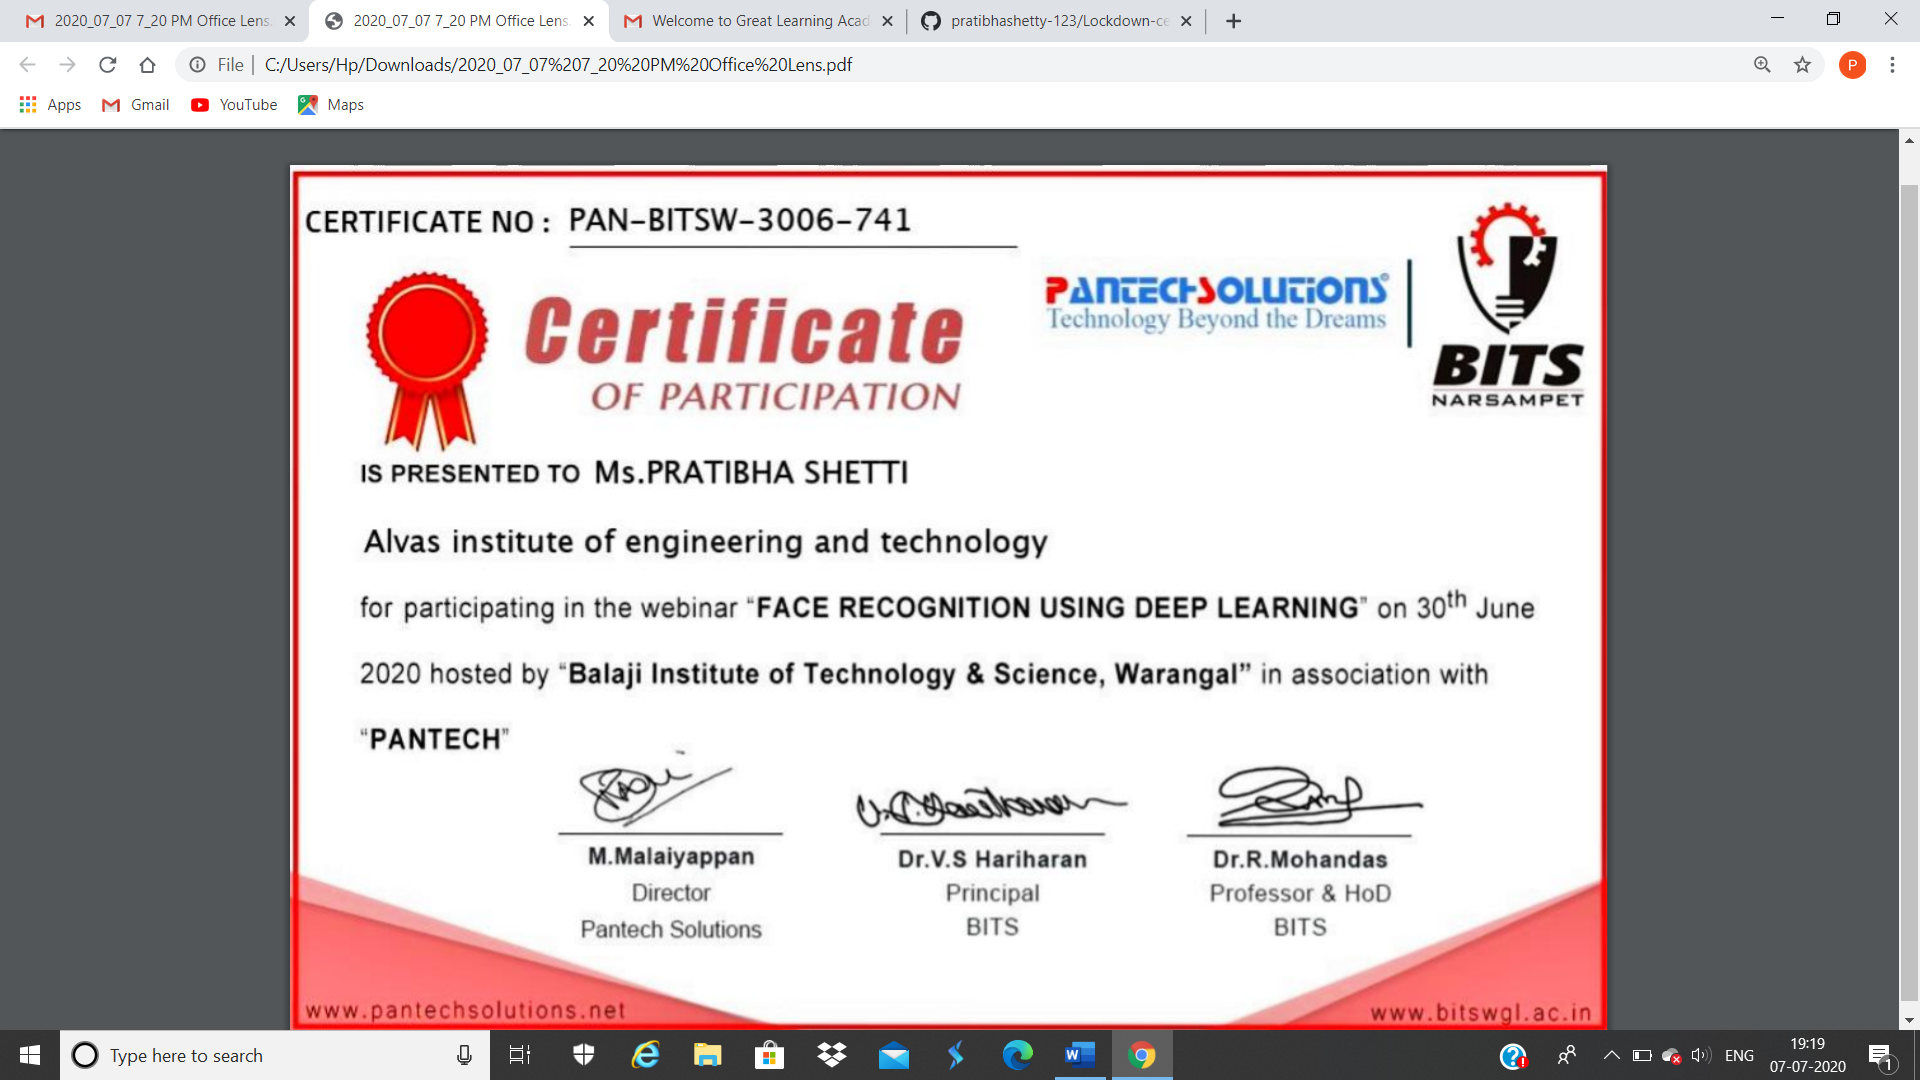 2020_07_07 7_20 PM Office Lens.
2020_07_07 7_20 PM Office Lens.
Welcome to Great Learning Acad
pratibhashetty-123/Lockdown-ce
File
C:/Users/Hp/Downloads/2020_07_07%207_20%20PM%20Office%20Lens.pdf
P
Apps
Gmail
YouTube
Maps
CERTIFICATE NO : PAN-BITSW-3006-741
PANTECHSOLUTIONS
Technology Beyond the Dreams
BITS
NARSAMPET
Certificate
OF PARTICIPATION
IS PRESENTED TO Ms.PRATIBHA SHETTI
Alvas institute of engineering and technology
for participating in the webinar “FACE RECOGNITION USING DEEP LEARNING” on 30th June
2020 hosted by “Balaji Institute of Technology & Science, Warangal” in association with
“PANTECH”
M.Malaiyappan
Director
Pantech Solutions
Dr.V.S Hariharan
Principal
BITS
Dr.R.Mohandas
Professor & HoD
BITS
www.pantechsolutions.net
www.bitswgl.ac.in
Type here to search
ENG
19:19
07-07-2020
1